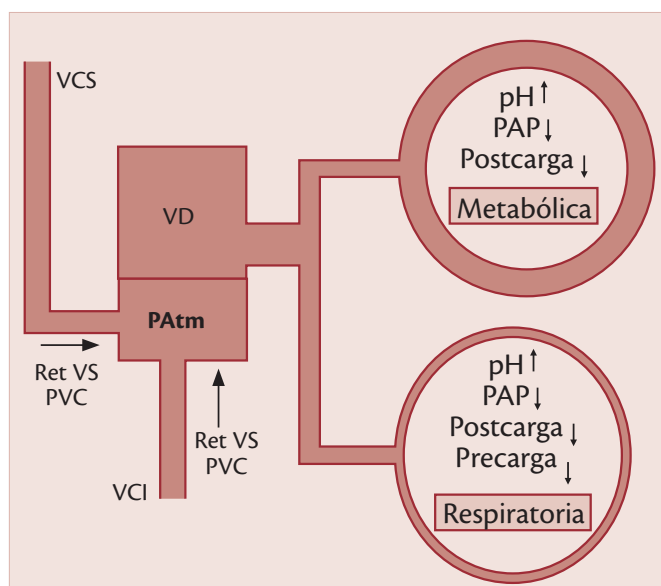 VCS
VD
PAtm
Ret VS
PVC
Ret VS
PVC
VCI
pH ↑
PAP ↓
Postcarga ↓
Metabólica
pH ↑
PAP ↓
Postcarga ↓
Precarga ↓
Respiratoria